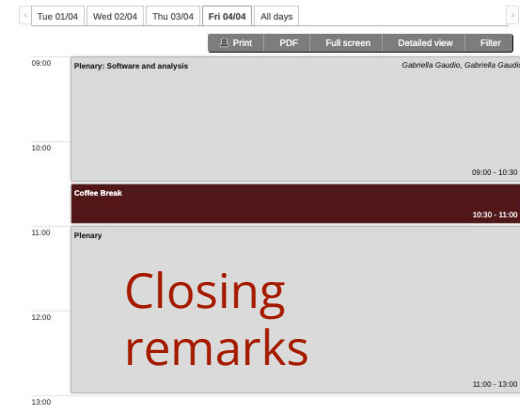 Tue 01/04 Wed 02/04 Thu 03/04 Fri 04/04 All days
Print PDF Full screen Detailed view Filter
09:00
Plenary: Software and analysis Gabriella Gaudio, Gabriella Gaudio
10:00
09:00 - 10:30
Coffee Break
10:30 - 11:00
11:00
Plenary
Closing
12:00
remarks
11:00 - 13:00
13:00